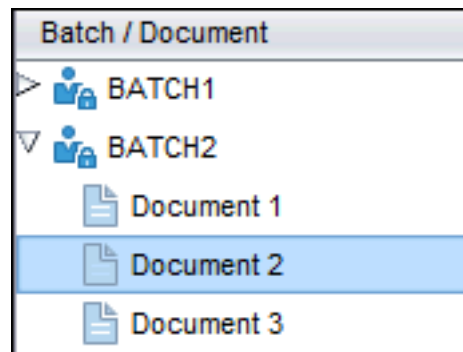 Batch / Document
BATCH1
BATCH2
Document 1
Document 2
Document 3